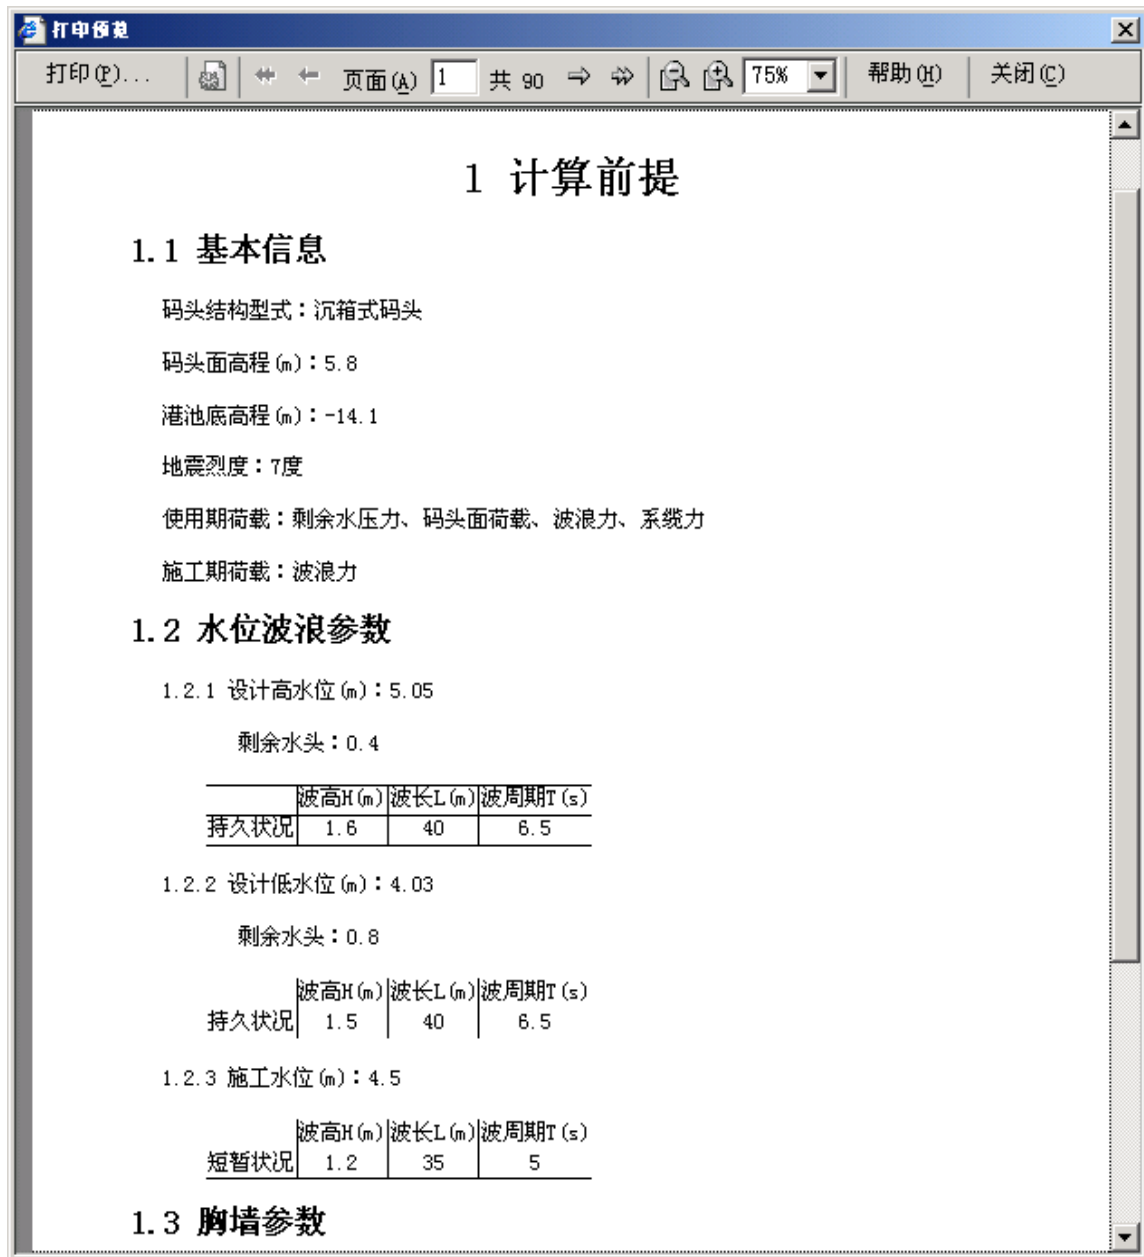 打印预览
打印(P)... 页面(A) 1 共 90 75% 帮助(H) 关闭(C)
1 计算前提
1.1 基本信息
码头结构型式：沉箱式码头
码头面高程(m)：5.8
港池底高程(m)：-14.1
地震烈度：7度
使用期荷载：剩余水压力、码头面荷载、波浪力、系缆力
施工期荷载：波浪力
1.2 水位波浪参数
1.2.1 设计高水位(m)：5.05
剩余水头：0.4
波高H(m) 波长L(m) 波周期T(s)
持久状况 1.6 40 6.5
1.2.2 设计低水位(m)：4.03
剩余水头：0.8
波高H(m) 波长L(m) 波周期T(s)
持久状况 1.5 40 6.5
1.2.3 施工水位(m)：4.5
波高H(m) 波长L(m) 波周期T(s)
短暂状况 1.2 35 5
1.3 胸墙参数